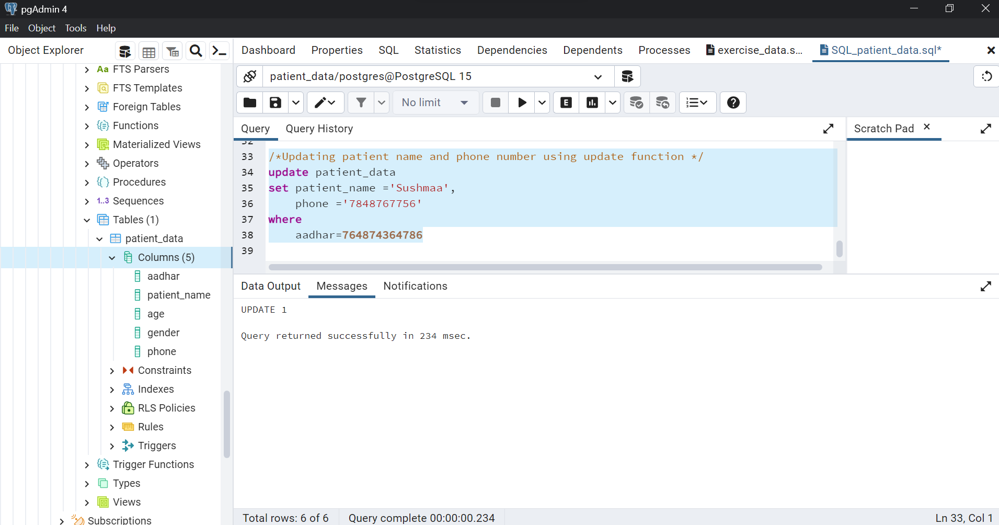 pgAdmin 4
File Object Tools Help
Object Explorer
Dashboard Properties SQL Statistics Dependencies Dependents Processes exercise_data.s... SQL_patient_data.sql*
FTS Parsers
FTS Templates
Foreign Tables
Functions
Materialized Views
Operators
Procedures
1..3 Sequences
Tables (1)
patient_data
Columns (5)
aadhar
patient_name
age
gender
phone
Constraints
Indexes
RLS Policies
Rules
Triggers
Trigger Functions
Types
Views
Subscriptions
patient_data/postgres@PostgreSQL 15
No limit
E
Query Query History
Scratch Pad
32
33 /*Updating patient name and phone number using update function */
34 update patient_data
35 set patient_name ='Sushmaa',
36 phone ='7848767756'
37 where
38 aadhar=764874364786
39
Data Output Messages Notifications
UPDATE 1
Query returned successfully in 234 msec.
Total rows: 6 of 6 Query complete 00:00:00.234 Ln 33, Col 1